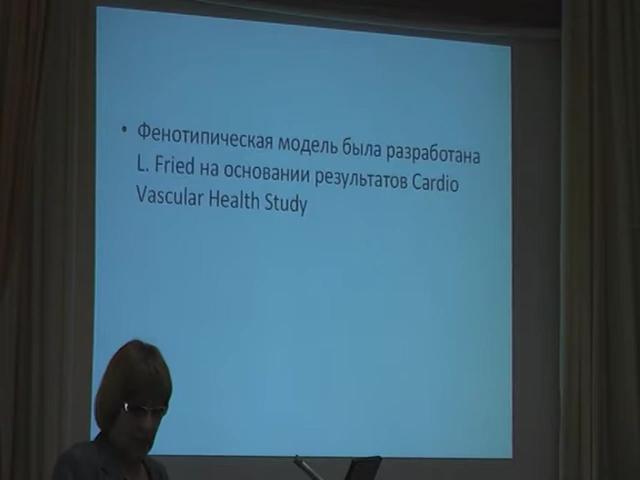 • Фенотипическая модель была разработана
L. Fried на основании результатов Cardio
Vascular Health Study